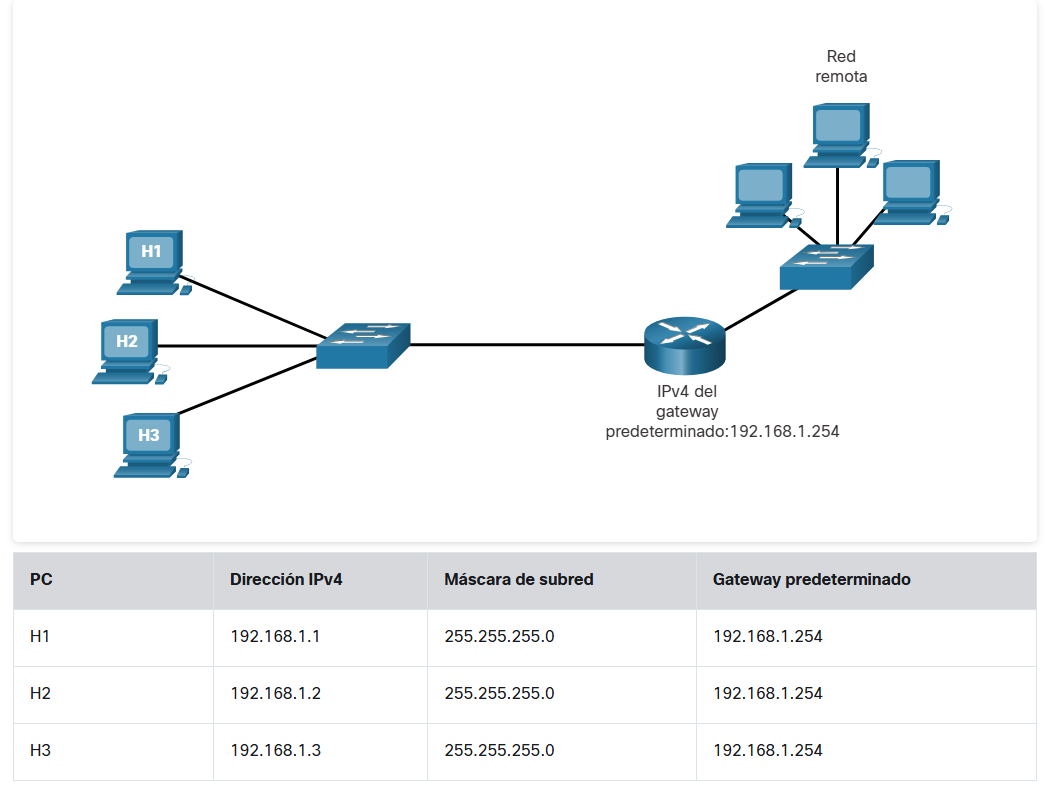 Red
remota
H1
H2
H3
IPv4 del
gateway
predeterminado:192.168.1.254
PC Dirección IPv4 Máscara de subred Gateway predeterminado
H1 192.168.1.1 255.255.255.0 192.168.1.254
H2 192.168.1.2 255.255.255.0 192.168.1.254
H3 192.168.1.3 255.255.255.0 192.168.1.254